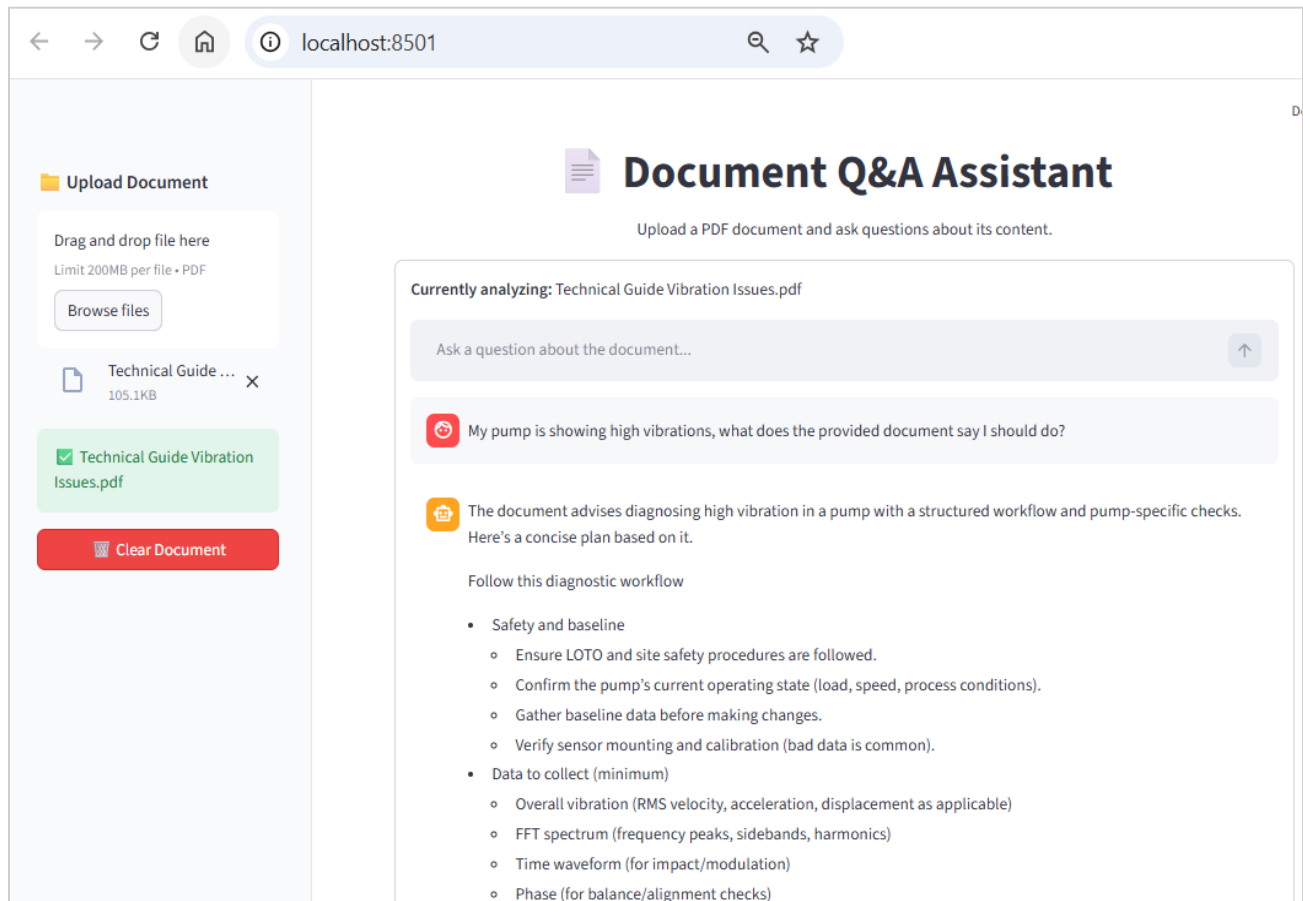 localhost:8501
Upload Document
Drag and drop file here
Limit 200MB per file • PDF
Browse files
Technical Guide ...
105.1KB
Technical Guide Vibration
Issues.pdf
Clear Document
Document Q&A Assistant
Upload a PDF document and ask questions about its content.
Currently analyzing: Technical Guide Vibration Issues.pdf
Ask a question about the document...
My pump is showing high vibrations, what does the provided document say I should do?
The document advises diagnosing high vibration in a pump with a structured workflow and pump-specific checks.
Here's a concise plan based on it.
Follow this diagnostic workflow
• Safety and baseline
◦ Ensure LOTO and site safety procedures are followed.
◦ Confirm the pump's current operating state (load, speed, process conditions).
◦ Gather baseline data before making changes.
◦ Verify sensor mounting and calibration (bad data is common).
• Data to collect (minimum)
◦ Overall vibration (RMS velocity, acceleration, displacement as applicable)
◦ FFT spectrum (frequency peaks, sidebands, harmonics)
◦ Time waveform (for impact/modulation)
◦ Phase (for balance/alignment checks)